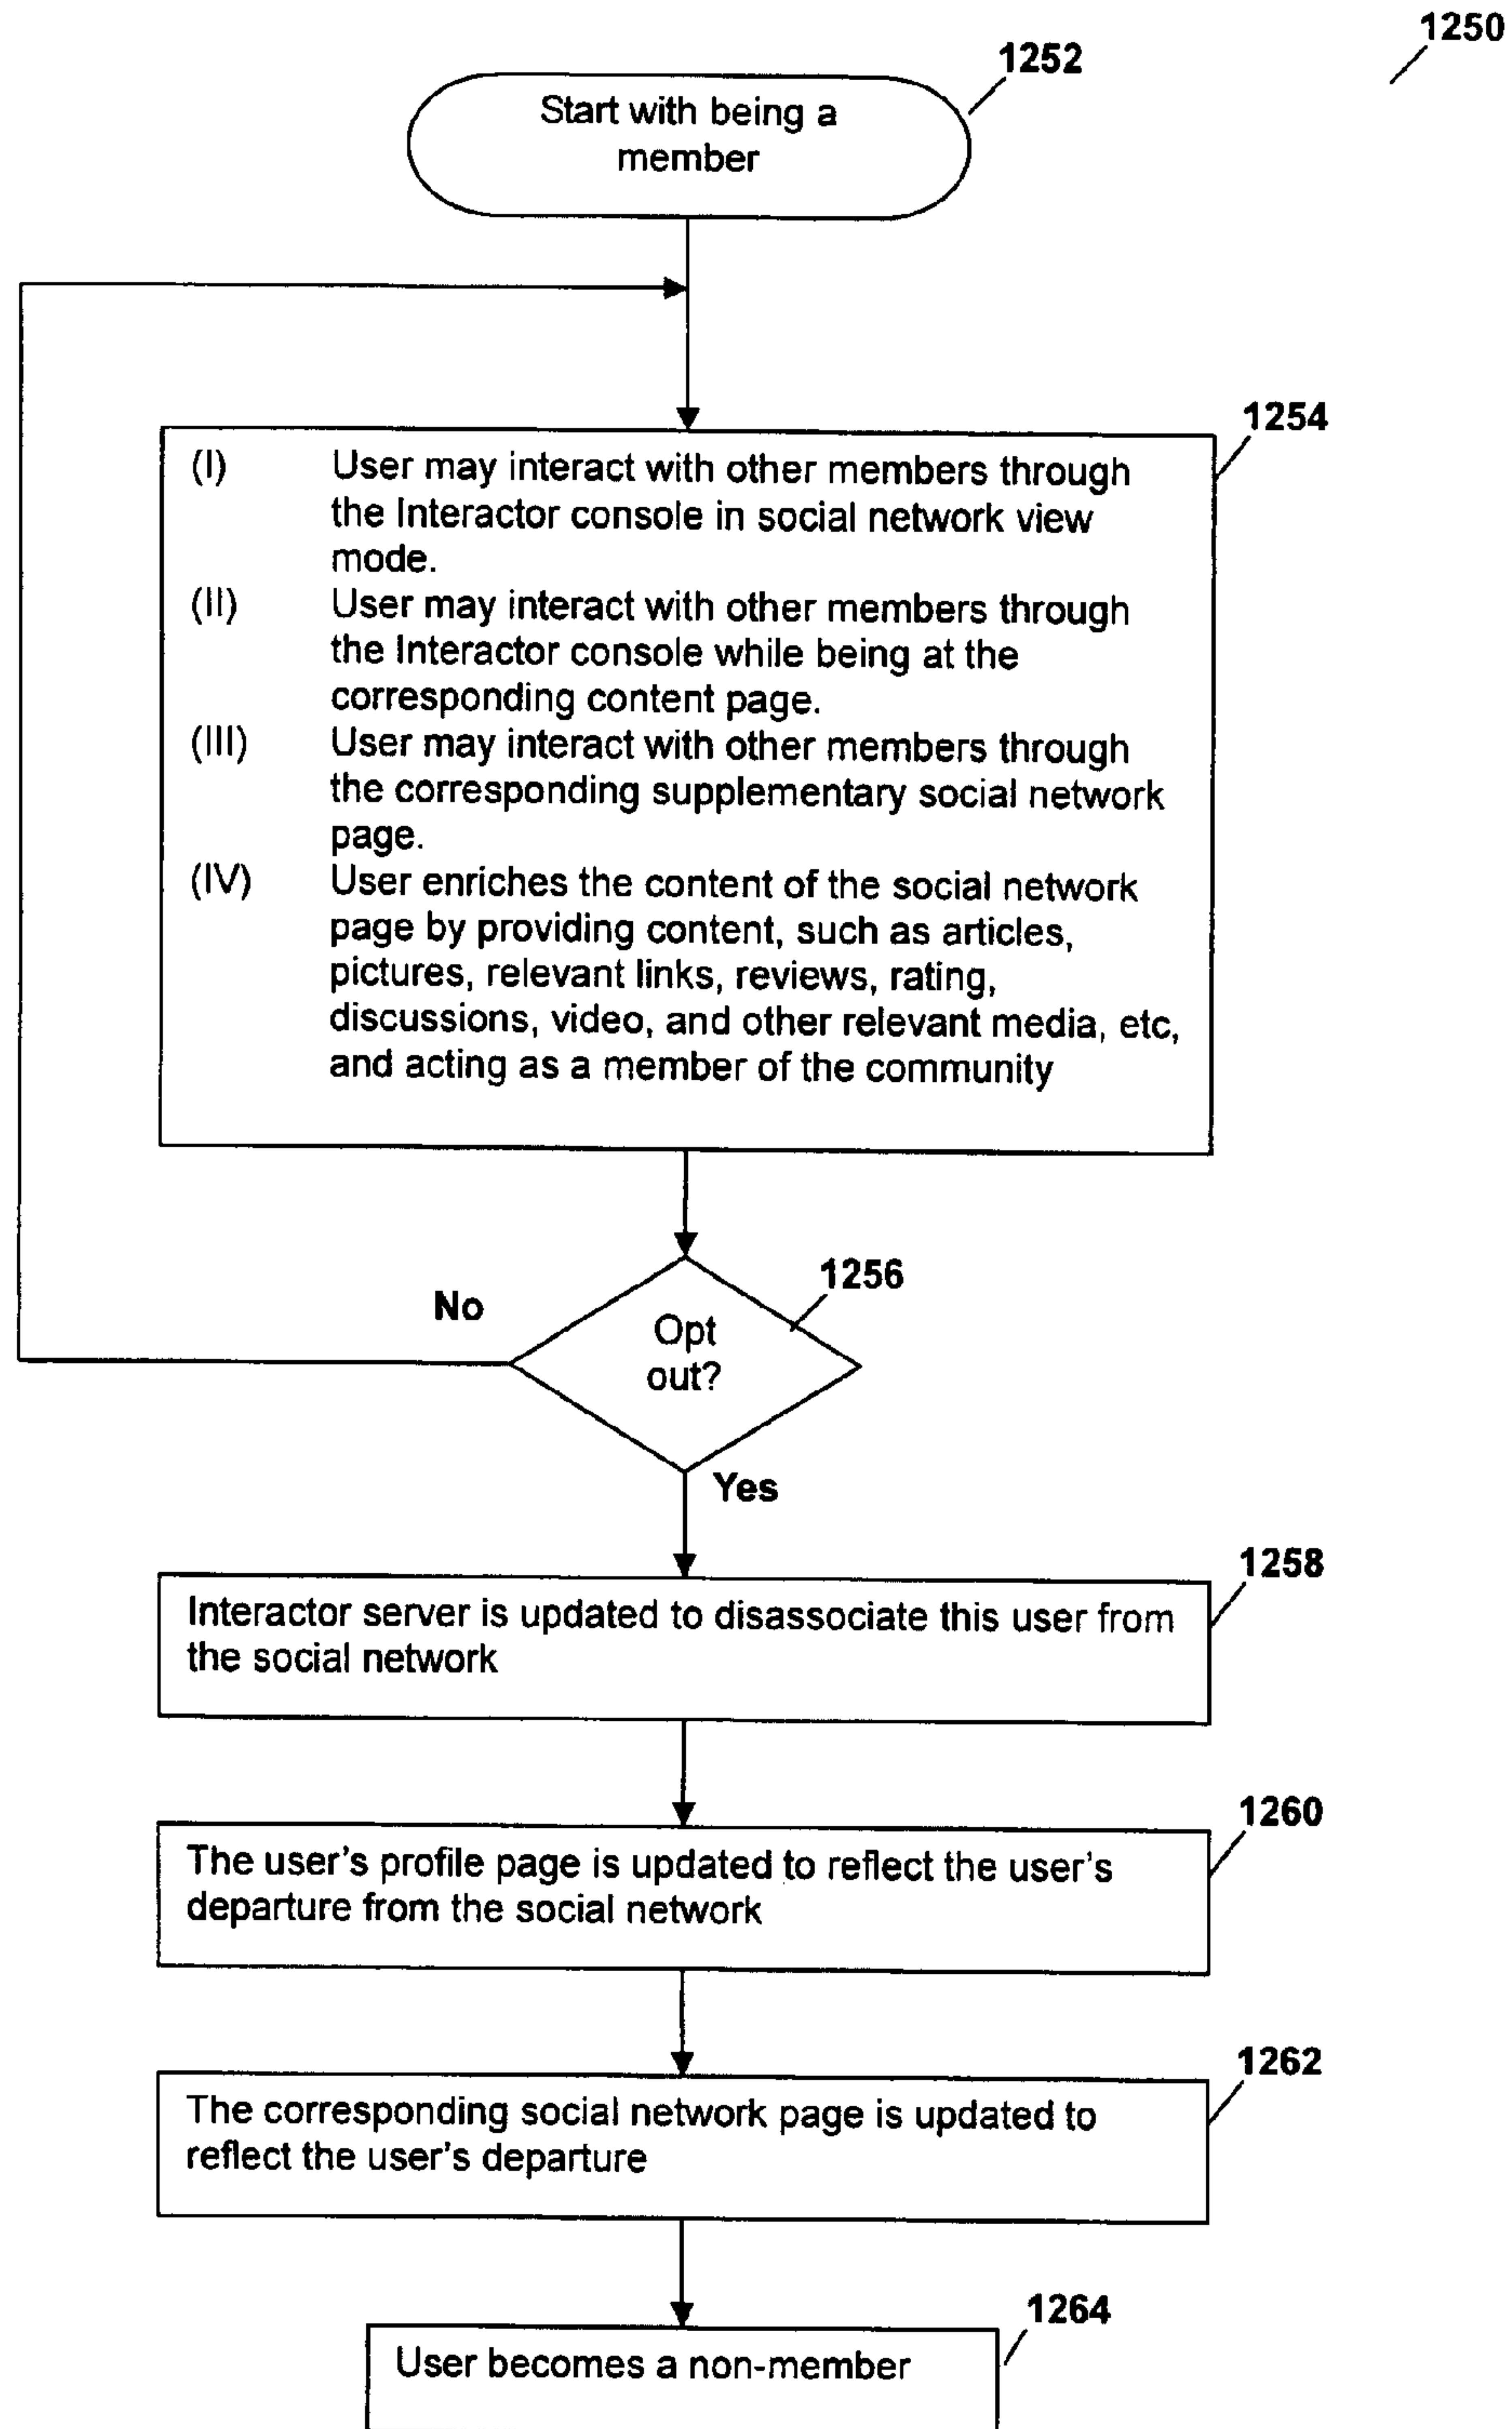 1250
1252
Start with being a
member
1254
(I) User may interact with other members through
the Interactor console in social network view
mode.
(II) User may interact with other members through
the Interactor console while being at the
corresponding content page.
(III) User may interact with other members through
the corresponding supplementary social network
page.
(IV) User enriches the content of the social network
page by providing content, such as articles,
pictures, relevant links, reviews, rating,
discussions, video, and other relevant media, etc,
and acting as a member of the community
1256
No
Opt
out?
Yes
1258
Interactor server is updated to disassociate this user from
the social network
1260
The user's profile page is updated to reflect the user's
departure from the social network
1262
The corresponding social network page is updated to
reflect the user's departure
1264
User becomes a non-member